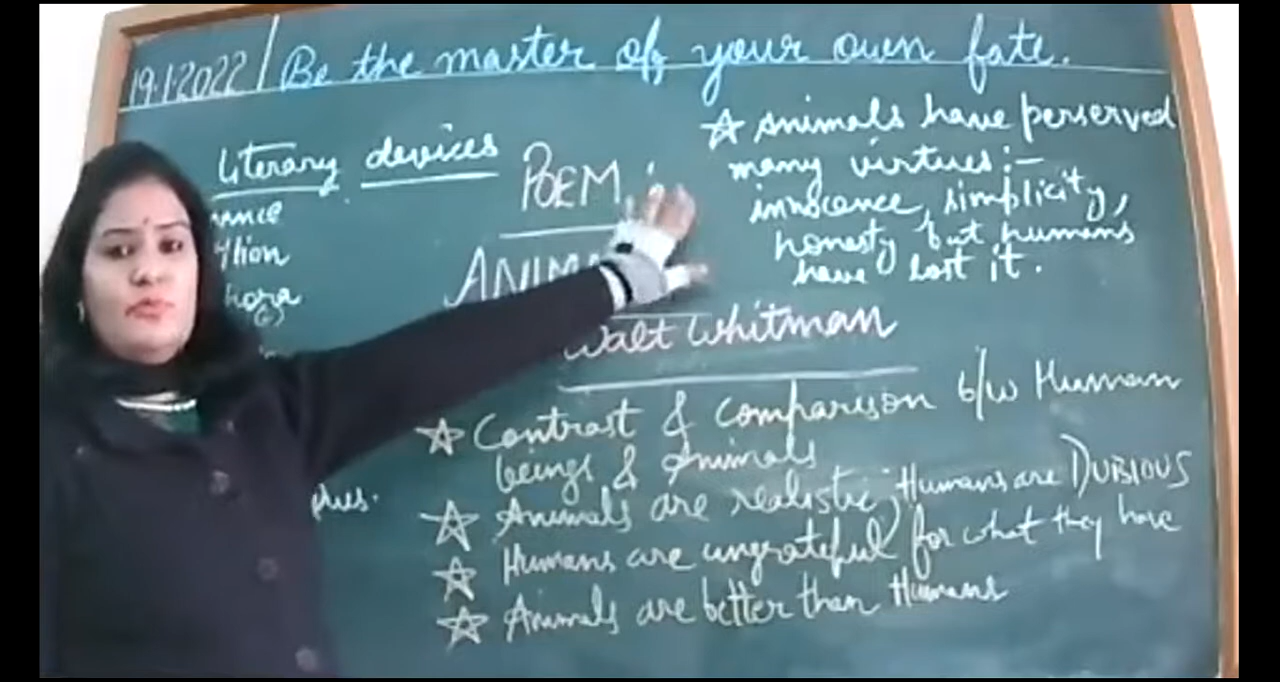 19.1.2022 / Be the master of your own fate.
Literary devices
POEM :
☆ Animals have perserved
many virtues :-
innocence, simplicity,
honesty but humans
have lost it.
Walt Whitman
☆ Contrast & comparison b/w Human
beings & Animals
☆ Animals are realistic, Humans are DUBIOUS
☆ Humans are ungrateful for what they have
☆ Animals are better than Humans